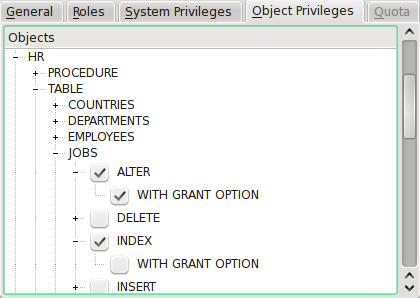 General Roles System Privileges Object Privileges Quota
Objects
HR
PROCEDURE
TABLE
COUNTRIES
DEPARTMENTS
EMPLOYEES
JOBS
ALTER
WITH GRANT OPTION
DELETE
INDEX
WITH GRANT OPTION
INSERT